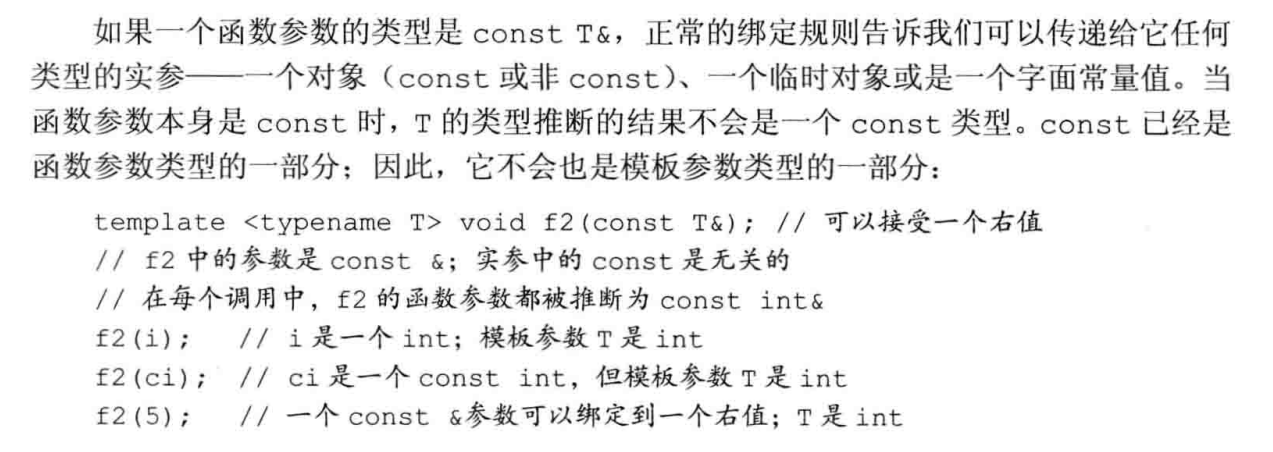 如果一个函数参数的类型是 const T&，正常的绑定规则告诉我们可以传递给它任何
类型的实参——一个对象（const 或非 const）、一个临时对象或是一个字面常量值。当
函数参数本身是 const 时，T 的类型推断的结果不会是一个 const 类型。const 已经是
函数参数类型的一部分；因此，它不会也是模板参数类型的一部分：
template <typename T> void f2(const T&); // 可以接受一个右值
// f2 中的参数是 const &；实参中的 const 是无关的
// 在每个调用中，f2 的函数参数都被推断为 const int&
f2(i); // i 是一个 int；模板参数 T 是 int
f2(ci); // ci 是一个 const int，但模板参数 T 是 int
f2(5); // 一个 const &参数可以绑定到一个右值；T 是 int